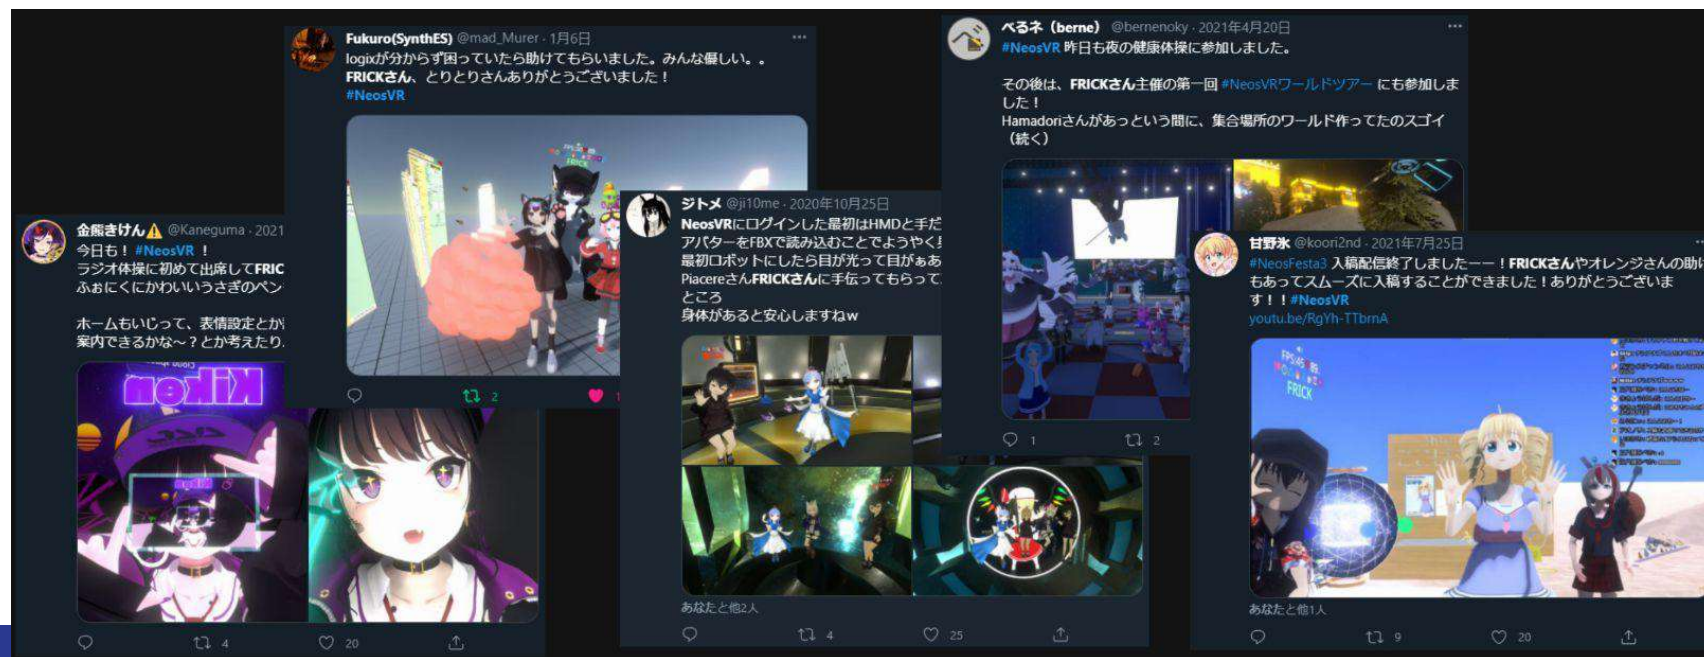 金熊きけん⚠ @Kaneguma · 2021
今日も！ #NeosVR ！
ラジオ体操に初めて出席してFRIC
ふぉにくにかわいいうさぎのペン
ホームもいじって、表情設定とか
案内できるかな〜？とか考えたり
Kiken
4
20
Fukuro(SynthES) @mad_Murer · 1月6日
logixが分からず困っていたら助けてもらいました。みんな優しい。。
FRICKさん、とりとりさんありがとうございました！
#NeosVR
FRICK
2
ジトメ @ji10me · 2020年10月25日
NeosVRにログインした最初はHMDと手だ
アバターをFBXで読み込むことでようやく
最初ロボットにしたら目が光って目がぁあ
PiacereさんFRICKさんに手伝ってもらって
ところ
身体があると安心しますねw
あなたと他2人
4
25
べるネ（berne） @bernenoky · 2021年4月20日
#NeosVR 昨日も夜の健康体操に参加しました。
その後は、FRICKさん主催の第一回 #NeosVRワールドツアー にも参加しま
した！
Hamadoriさんがあっという間に、集合場所のワールド作ってたのスゴイ
（続く）
1
2
甘野氷 @koori2nd · 2021年7月25日
#NeosFesta3 入稿配信終了しましたーー！FRICKさんやオレンジさんの助け
もあってスムーズに入稿することができました！ありがとうございま
す！！#NeosVR
youtu.be/RgYh-TTbrnA
FRICK
あなたと他1人
9
20